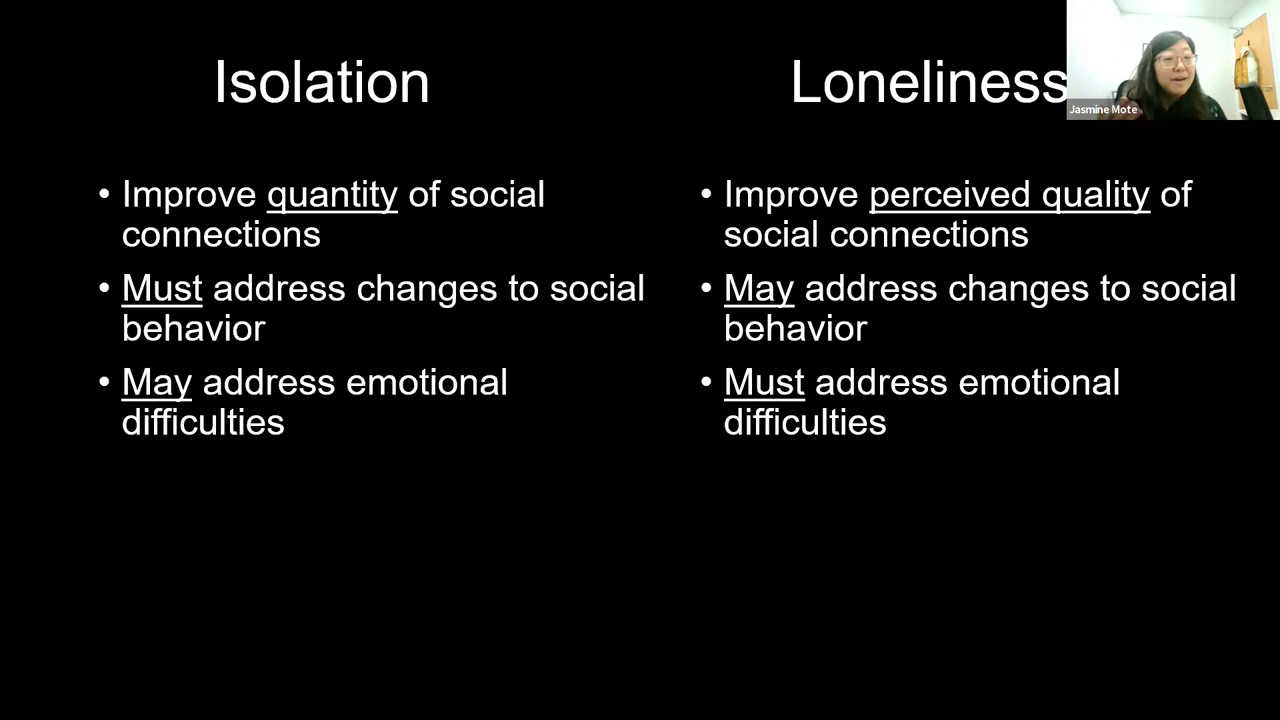 Isolation
• Improve quantity of social
connections
• Must address changes to social
behavior
• May address emotional
difficulties
Loneliness
• Improve perceived quality of
social connections
• May address changes to social
behavior
• Must address emotional
difficulties
Jasmine Mote